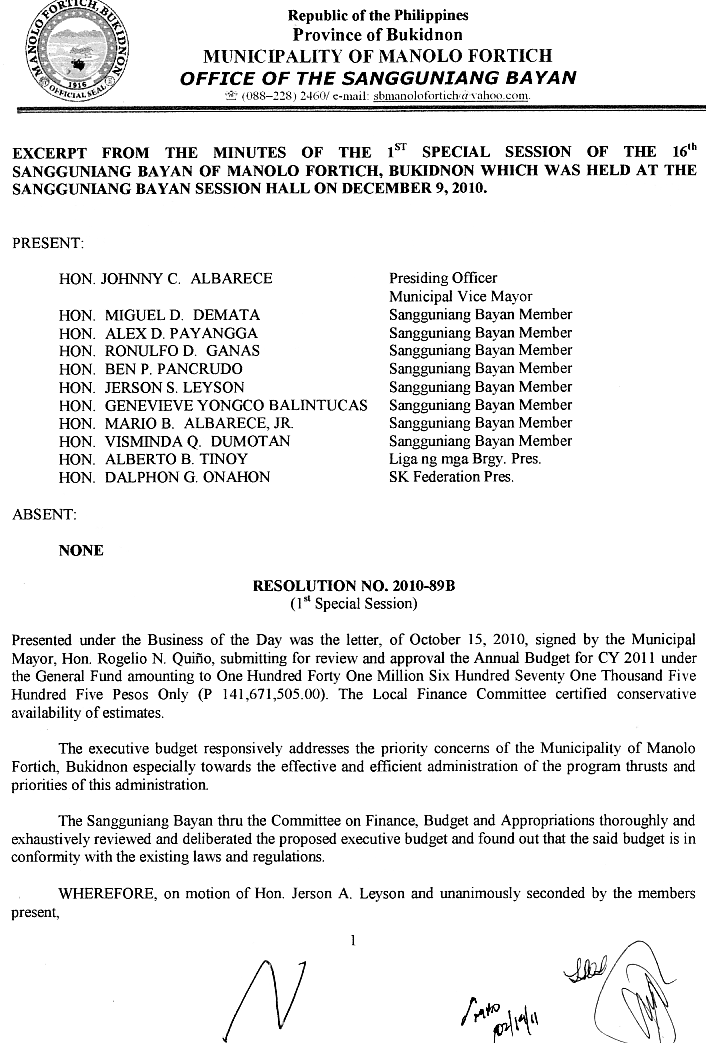 MANOLO FORTICH, BUKIDNON
1916
OFFICIAL SEAL
Republic of the Philippines
Province of Bukidnon
MUNICIPALITY OF MANOLO FORTICH
OFFICE OF THE SANGGUNIANG BAYAN
☏ (088-228) 2460/ e-mail: sbmanolofortich@yahoo.com.
EXCERPT FROM THE MINUTES OF THE 1ST SPECIAL SESSION OF THE 16th
SANGGUNIANG BAYAN OF MANOLO FORTICH, BUKIDNON WHICH WAS HELD AT THE
SANGGUNIANG BAYAN SESSION HALL ON DECEMBER 9, 2010.
PRESENT:
HON. JOHNNY C. ALBARECE Presiding Officer
Municipal Vice Mayor
HON. MIGUEL D. DEMATA Sangguniang Bayan Member
HON. ALEX D. PAYANGGA Sangguniang Bayan Member
HON. RONULFO D. GANAS Sangguniang Bayan Member
HON. BEN P. PANCRUDO Sangguniang Bayan Member
HON. JERSON S. LEYSON Sangguniang Bayan Member
HON. GENEVIEVE YONGCO BALINTUCAS Sangguniang Bayan Member
HON. MARIO B. ALBARECE, JR. Sangguniang Bayan Member
HON. VISMINDA Q. DUMOTAN Sangguniang Bayan Member
HON. ALBERTO B. TINOY Liga ng mga Brgy. Pres.
HON. DALPHON G. ONAHON SK Federation Pres.
ABSENT:
NONE
RESOLUTION NO. 2010-89B
(1st Special Session)
Presented under the Business of the Day was the letter, of October 15, 2010, signed by the Municipal
Mayor, Hon. Rogelio N. Quiño, submitting for review and approval the Annual Budget for CY 2011 under
the General Fund amounting to One Hundred Forty One Million Six Hundred Seventy One Thousand Five
Hundred Five Pesos Only (P 141,671,505.00). The Local Finance Committee certified conservative
availability of estimates.
The executive budget responsively addresses the priority concerns of the Municipality of Manolo
Fortich, Bukidnon especially towards the effective and efficient administration of the program thrusts and
priorities of this administration.
The Sangguniang Bayan thru the Committee on Finance, Budget and Appropriations thoroughly and
exhaustively reviewed and deliberated the proposed executive budget and found out that the said budget is in
conformity with the existing laws and regulations.
WHEREFORE, on motion of Hon. Jerson A. Leyson and unanimously seconded by the members
present,
1
02/14/11